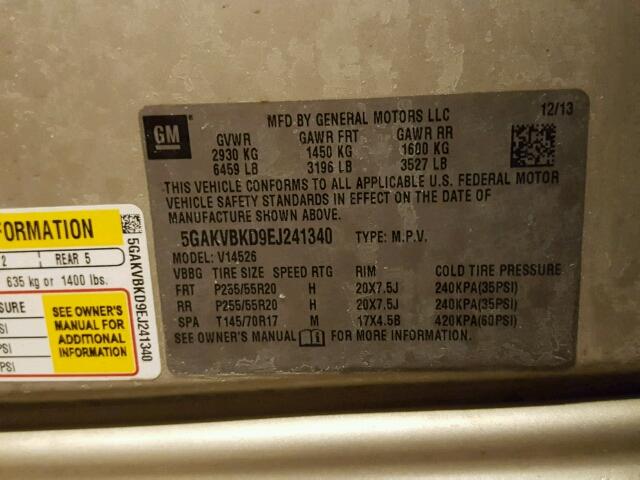 MFD BY GENERAL MOTORS LLC 12/13
GM
GVWR GAWR FRT GAWR RR
2930 KG 1450 KG 1600 KG
6459 LB 3196 LB 3527 LB
THIS VEHICLE CONFORMS TO ALL APPLICABLE U.S. FEDERAL MOTOR
VEHICLE SAFETY STANDARDS IN EFFECT ON THE DATE OF
MANUFACTURE SHOWN ABOVE.
5GAKVBKD9EJ241340 TYPE: M.P.V.
MODEL: V14526
VBBG TIRE SIZE SPEED RTG RIM COLD TIRE PRESSURE
FRT P255/55R20 H 20X7.5J 240KPA(35PSI)
RR P255/55R20 H 20X7.5J 240KPA(35PSI)
SPA T145/70R17 M 17X4.5B 420KPA(60PSI)
SEE OWNER'S MANUAL FOR MORE INFORMATION.
FORMATION
2 REAR 5
635 kg or 1400 lbs.
SURE
PSI
PSI
SEE OWNER'S
MANUAL FOR
ADDITIONAL
INFORMATION
5GAKVBKD9EJ241340